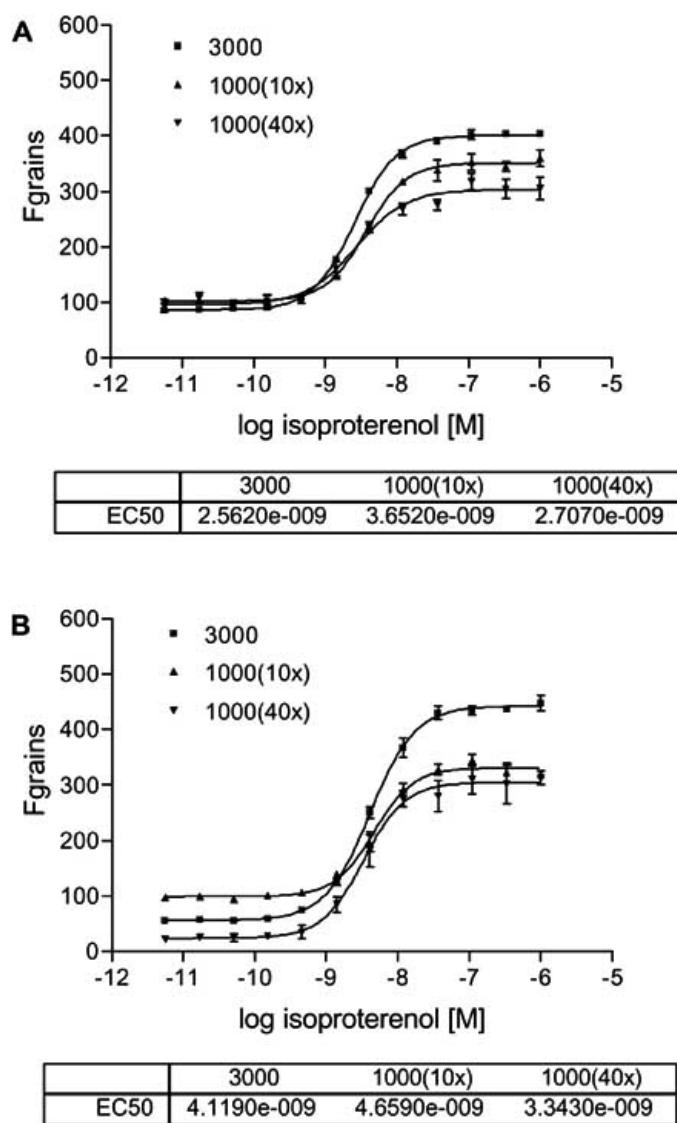 A
600
500
400
300
200
100
0
Fgrains
3000
1000(10x)
1000(40x)
-12 -11 -10 -9 -8 -7 -6 -5
log isoproterenol [M]
3000 1000(10x) 1000(40x)
EC50 2.5620e-009 3.6520e-009 2.7070e-009
B
600
500
400
300
200
100
0
Fgrains
3000
1000(10x)
1000(40x)
-12 -11 -10 -9 -8 -7 -6 -5
log isoproterenol [M]
3000 1000(10x) 1000(40x)
EC50 4.1190e-009 4.6590e-009 3.3430e-009